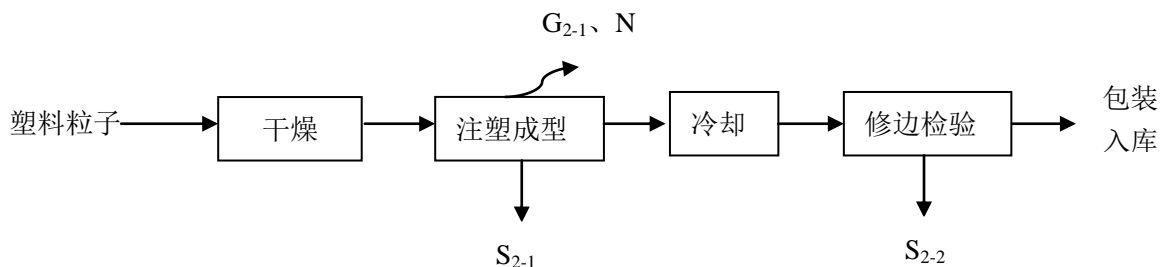 G2-1、N
塑料粒子
干燥
注塑成型
冷却
修边检验
包装
入库
S2-1
S2-2